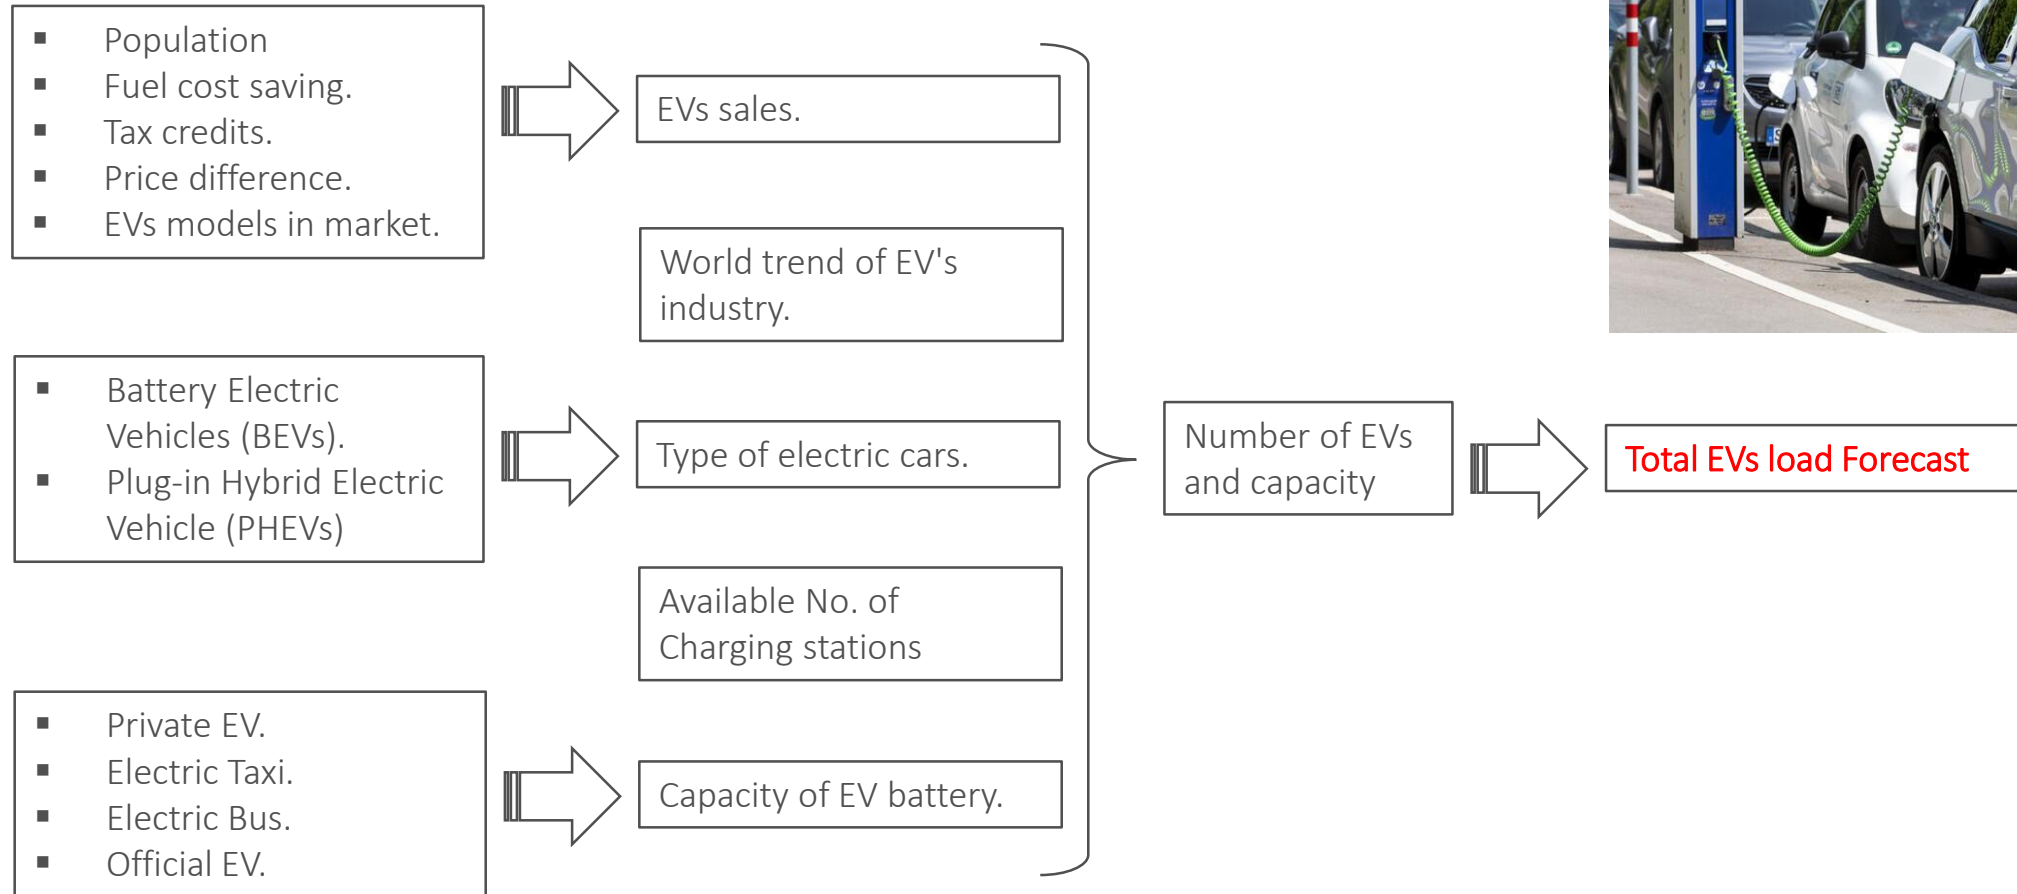 ▪ Population
▪ Fuel cost saving.
▪ Tax credits.
▪ Price difference.
▪ EVs models in market.
EVs sales.
World trend of EV's
industry.
▪ Battery Electric
Vehicles (BEVs).
▪ Plug-in Hybrid Electric
Vehicle (PHEVs)
Type of electric cars.
Available No. of
Charging stations
▪ Private EV.
▪ Electric Taxi.
▪ Electric Bus.
▪ Official EV.
Capacity of EV battery.
Number of EVs
and capacity
Total EVs load Forecast